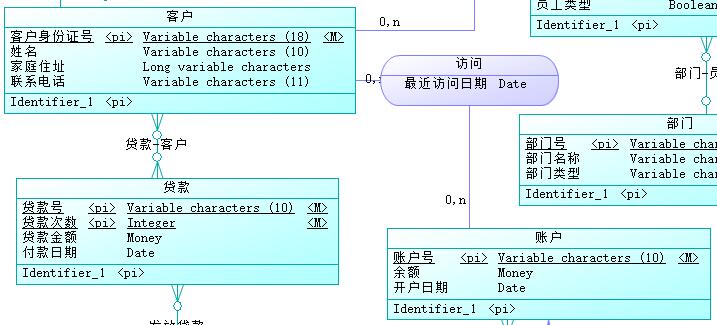 客户
客户身份证号 <pi> Variable characters (18) <M>
姓名 Variable characters (10)
家庭住址 Long variable characters
联系电话 Variable characters (11)
Identifier_1 <pi>
0,n
0,
访问
最近访问日期 Date
员工类型 Boolean
Identifier_1 <pi>
部门-员
部门
部门号 <pi> Variable char
部门名称 Variable char
部门类型 Variable char
Identifier_1 <pi>
贷款-客户
贷款
贷款号 <pi> Variable characters (10) <M>
贷款次数 <pi> Integer <M>
贷款金额 Money
付款日期 Date
Identifier_1 <pi>
0,n
账户
账户号 <pi> Variable characters (10) <M>
余额 Money
开户日期 Date
Identifier_1 <pi>